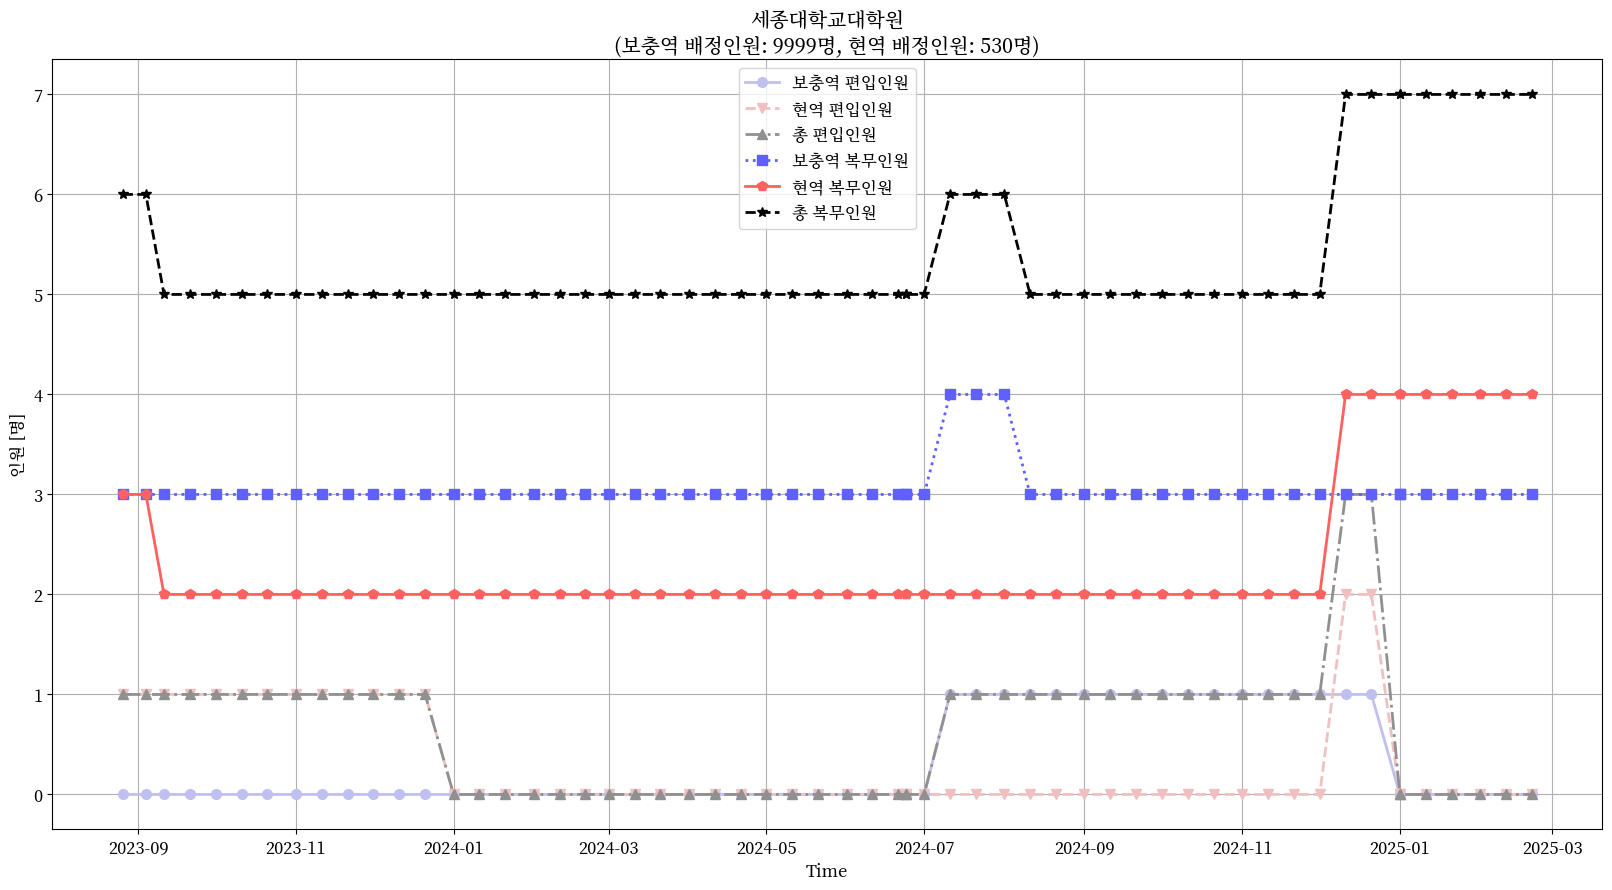 세종대학교대학원
(보충역 배정인원: 9999명, 현역 배정인원: 530명)
보충역 편입인원
현역 편입인원
총 편입인원
보충역 복무인원
현역 복무인원
총 복무인원
인원 [명]
7
6
5
4
3
2
1
0
2023-09
2023-11
2024-01
2024-03
2024-05
2024-07
2024-09
2024-11
2025-01
2025-03
Time